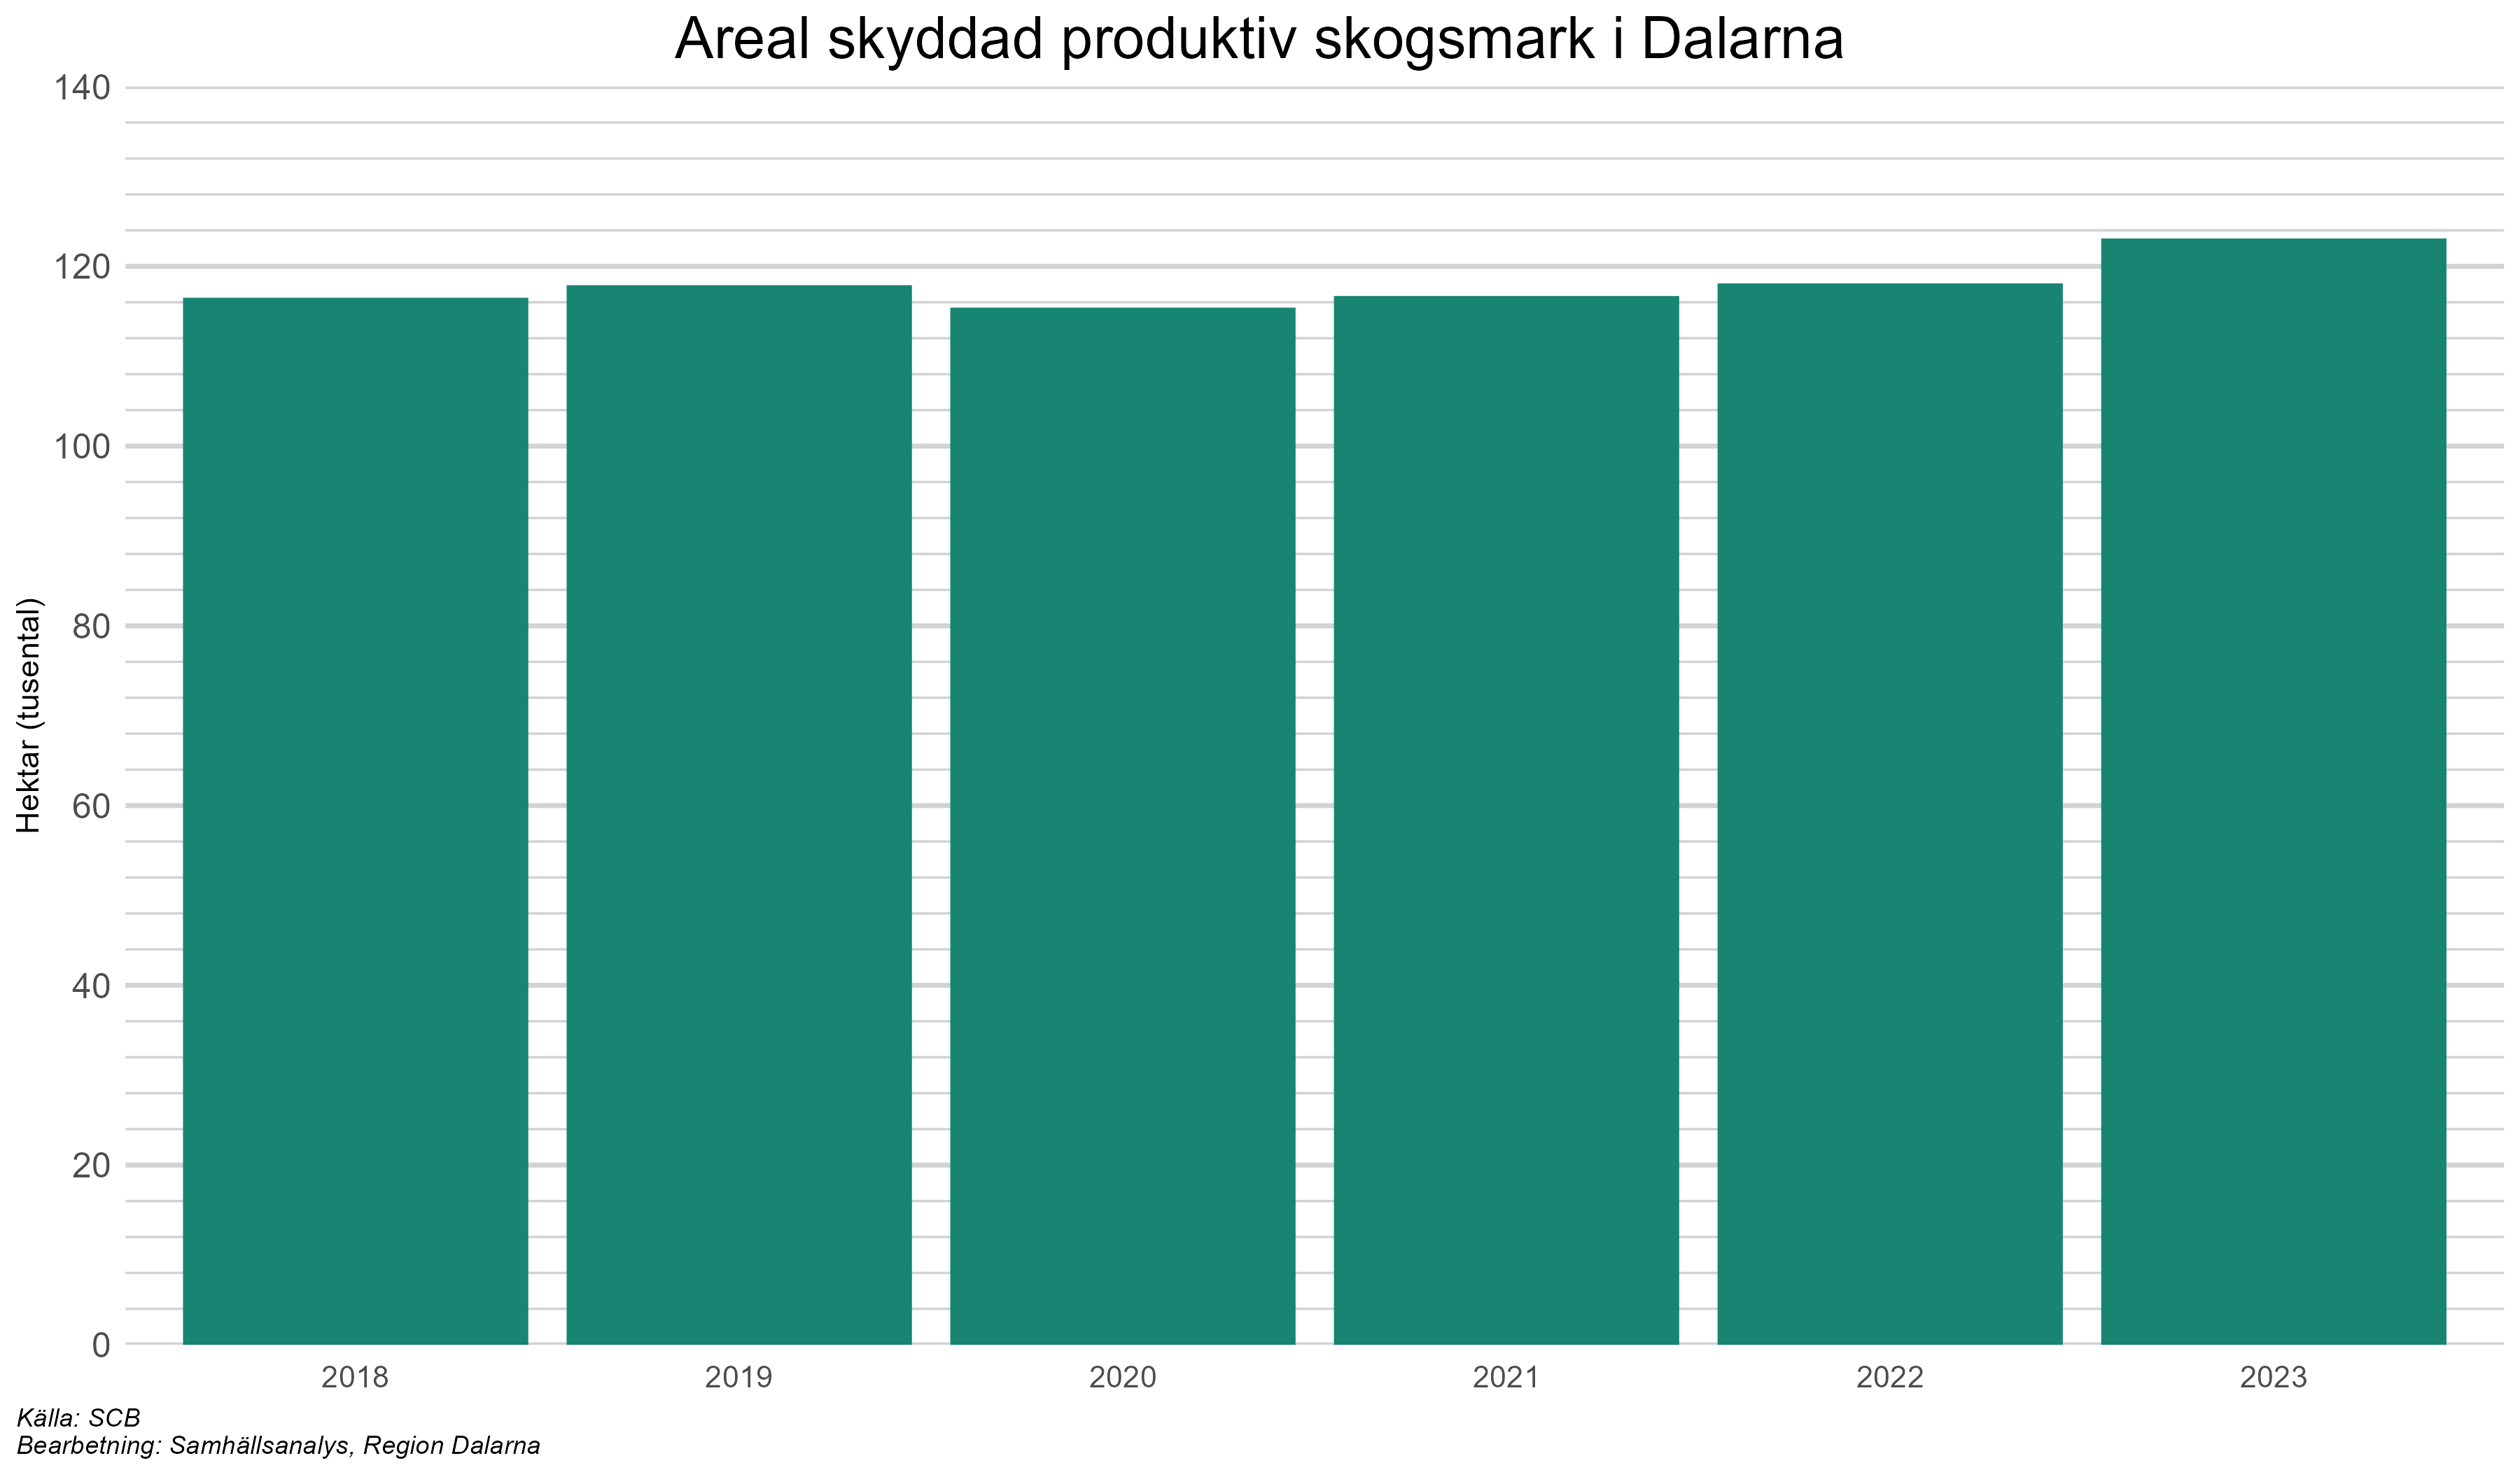 Areal skyddad produktiv skogsmark i Dalarna
140
120
100
80
60
40
20
0
Hektar (tusental)
2018 2019 2020 2021 2022 2023
Källa: SCB
Bearbetning: Samhällsanalys, Region Dalarna